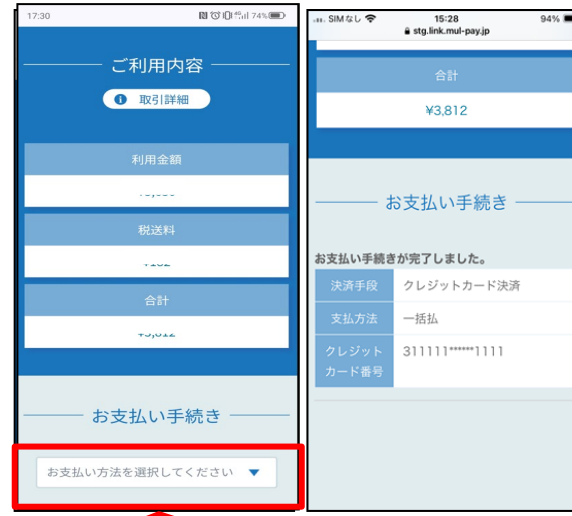 17:30
74%
ご利用内容
取引詳細
利用金額
税送料
合計
お支払い手続き
お支払い方法を選択してください
SIMなし
15:28
94%
stg.link.mul-pay.jp
合計
¥3,812
お支払い手続き
お支払い手続きが完了しました。
決済手段 クレジットカード決済
支払方法 一括払
クレジット
カード番号
311111******1111